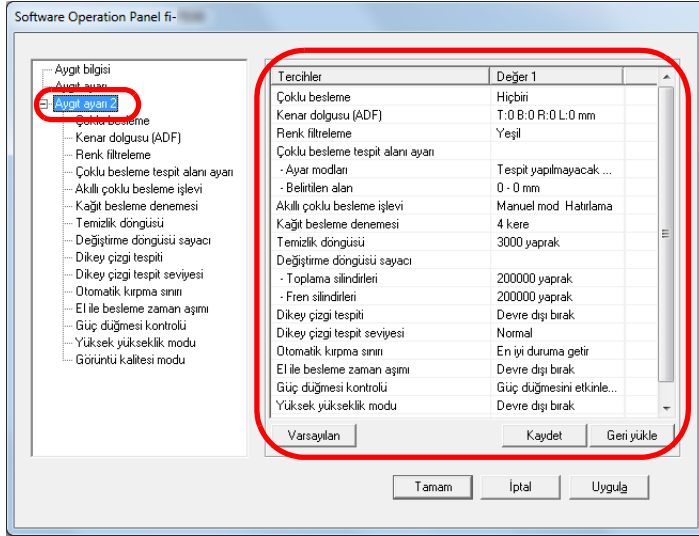 Software Operation Panel fi-
Aygıt bilgisi
Aygıt ayarı
Aygıt ayarı 2
Çoklu besleme
Kenar dolgusu (ADF)
Renk filtreleme
Çoklu besleme tespit alanı ayarı
Akıllı çoklu besleme işlevi
Kağıt besleme denemesi
Temizlik döngüsü
Değiştirme döngüsü sayacı
Dikey çizgi tespiti
Dikey çizgi tespit seviyesi
Otomatik kırpma sınırı
El ile besleme zaman aşımı
Güç düğmesi kontrolü
Yüksek yükseklik modu
Görüntü kalitesi modu
Tercihler Değer 1
Çoklu besleme Hiçbiri
Kenar dolgusu (ADF) T:0 B:0 R:0 L:0 mm
Renk filtreleme Yeşil
Çoklu besleme tespit alanı ayarı
- Ayar modları Tespit yapılmayacak ...
- Belirtilen alan 0 - 0 mm
Akıllı çoklu besleme işlevi Manuel mod Hatırlama
Kağıt besleme denemesi 4 kere
Temizlik döngüsü 3000 yaprak
Değiştirme döngüsü sayacı
- Toplama silindirleri 200000 yaprak
- Fren silindirleri 200000 yaprak
Dikey çizgi tespiti Devre dışı bırak
Dikey çizgi tespit seviyesi Normal
Otomatik kırpma sınırı En iyi duruma getir
El ile besleme zaman aşımı Devre dışı bırak
Güç düğmesi kontrolü Güç düğmesini etkinle...
Yüksek yükseklik modu Devre dışı bırak
Varsayılan Kaydet Geri yükle
Tamam İptal Uygula